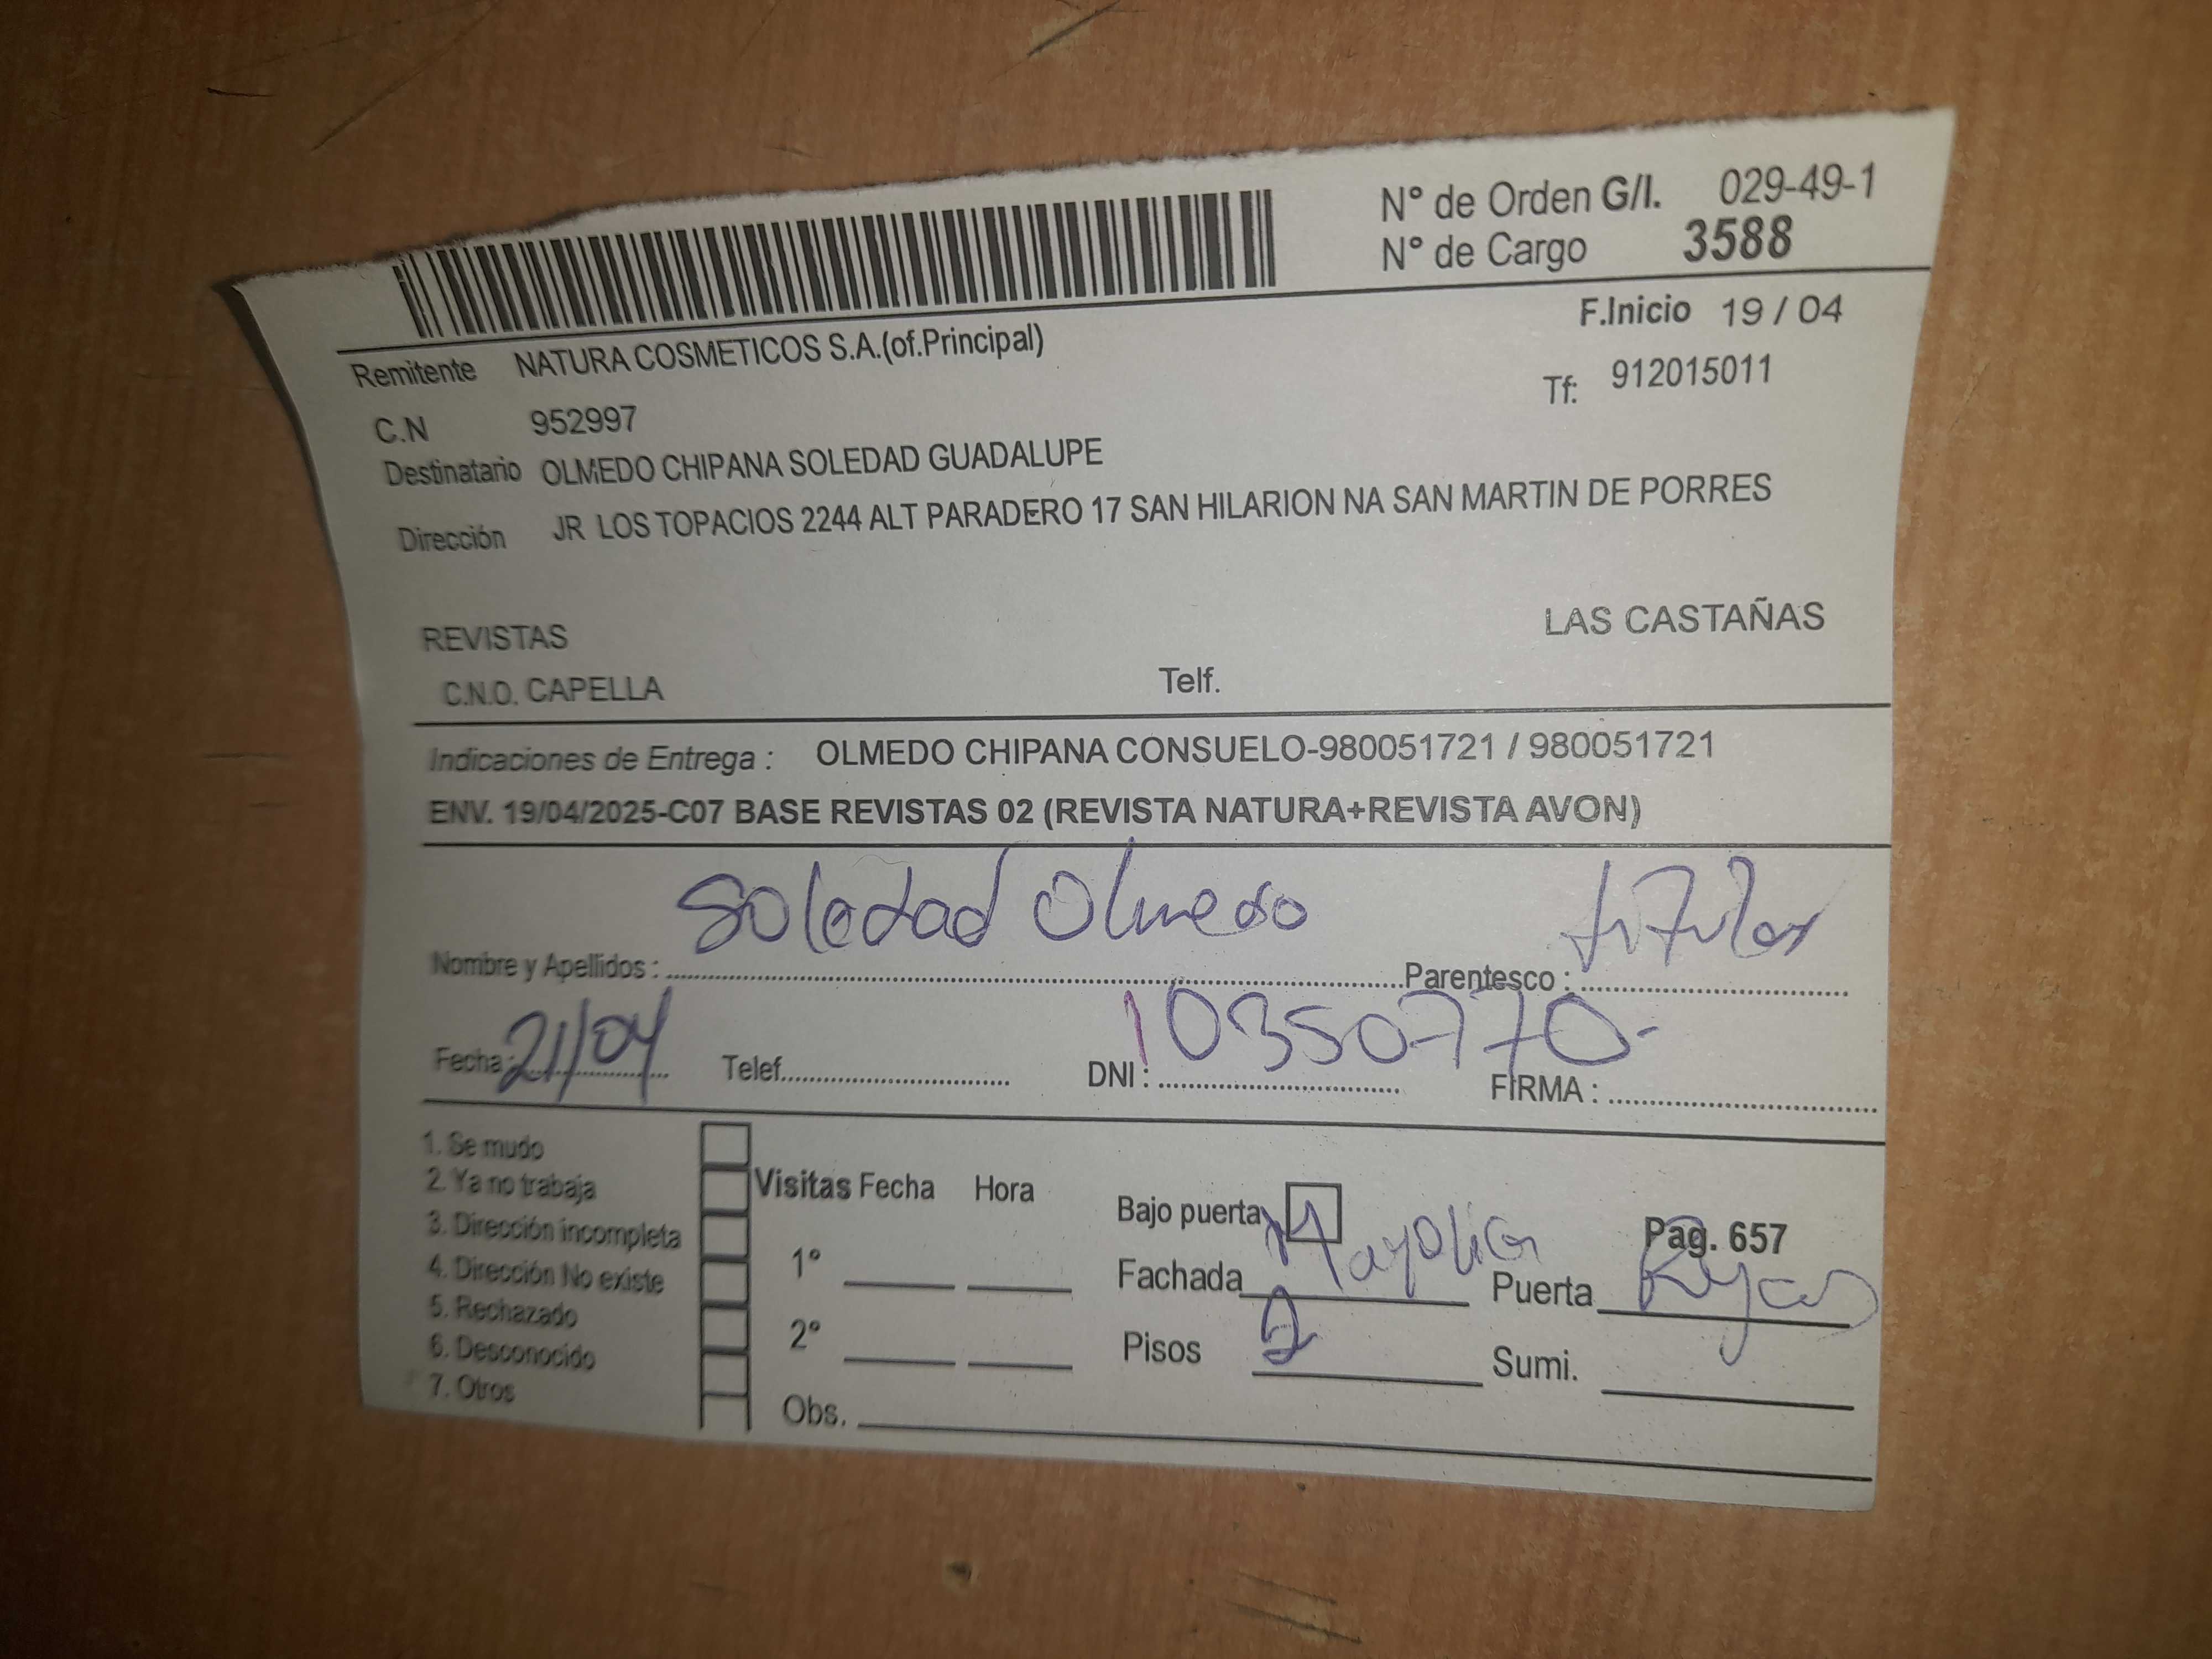 N° de Orden G/I. 029-49-1
N° de Cargo 3588
F.Inicio 19 / 04
Remitente NATURA COSMETICOS S.A.(of.Principal)
Tf: 912015011
C.N 952997
Destinatario OLMEDO CHIPANA SOLEDAD GUADALUPE
Dirección JR LOS TOPACIOS 2244 ALT PARADERO 17 SAN HILARION NA SAN MARTIN DE PORRES
REVISTAS LAS CASTAÑAS
C.N.O. CAPELLA Telf.
Indicaciones de Entrega : OLMEDO CHIPANA CONSUELO-980051721 / 980051721
ENV. 19/04/2025-C07 BASE REVISTAS 02 (REVISTA NATURA+REVISTA AVON)
Nombre y Apellidos : Soledad Olmedo Parentesco : titular
Fecha : 21/04 Telef. DNI : 10350770- FIRMA :
1. Se mudo
2. Ya no trabaja
3. Dirección incompleta
4. Dirección No existe
5. Rechazado
6. Desconocido
7. Otros
Visitas Fecha Hora
1°
2°
Obs.
Bajo puerta Pag. 657
Fachada Mayolica Puerta Rejas
Pisos 2 Sumi.